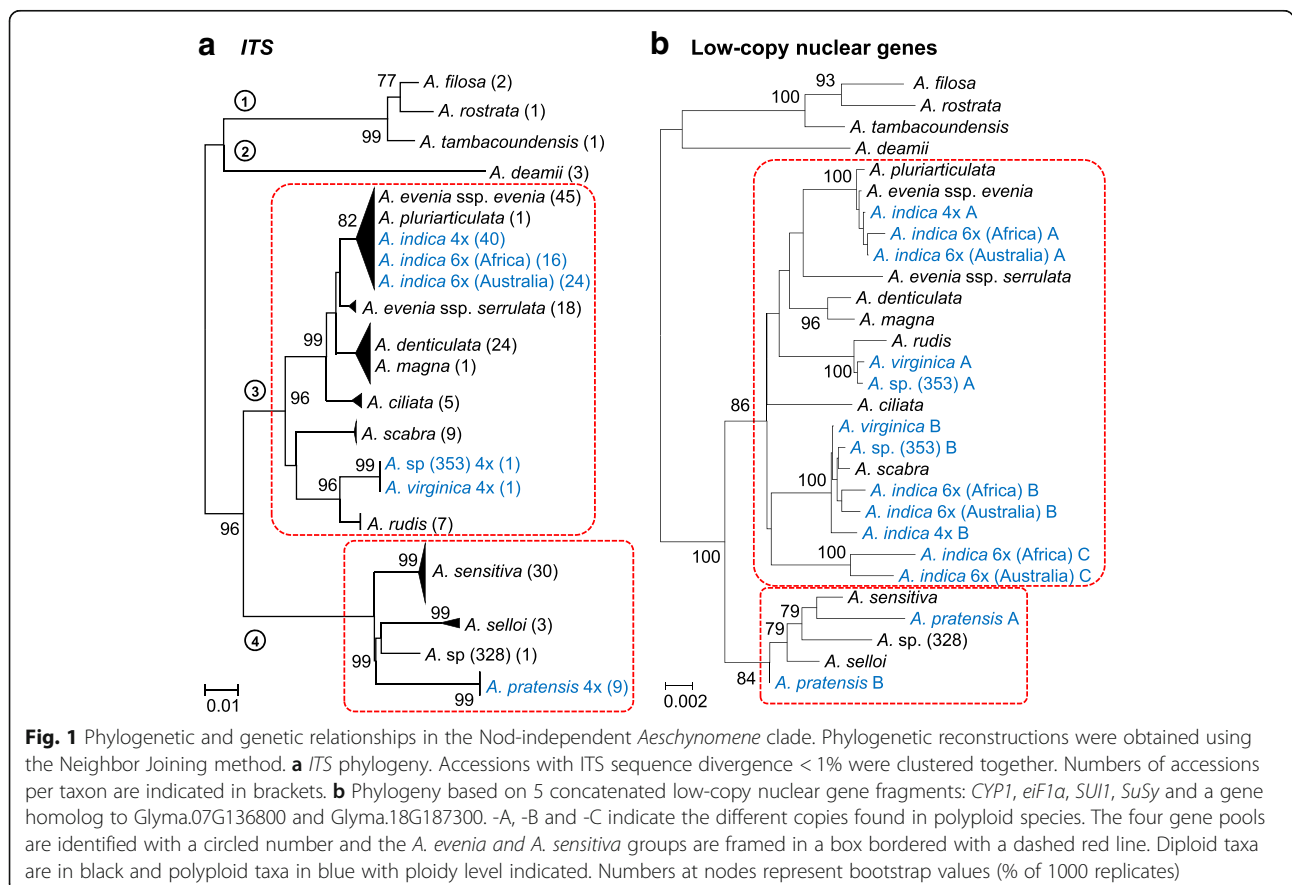 a ITS
77
A. filosa (2)
①
A. rostrata (1)
99
A. tambacoundensis (1)
②
A. deamii (3)
A. evenia ssp. evenia (45)
82
A. pluriarticulata (1)
A. indica 4x (40)
A. indica 6x (Africa) (16)
A. indica 6x (Australia) (24)
A. evenia ssp. serrulata (18)
99
A. denticulata (24)
A. magna (1)
③
96
A. ciliata (5)
A. scabra (9)
99
A. sp (353) 4x (1)
96
A. virginica 4x (1)
A. rudis (7)
96
99
A. sensitiva (30)
99
A. selloi (3)
④
A. sp (328) (1)
99
A. pratensis 4x (9)
99
0.01
b Low-copy nuclear genes
93
A. filosa
100
A. rostrata
A. tambacoundensis
A. deamii
A. pluriarticulata
100
A. evenia ssp. evenia
A. indica 4x A
A. indica 6x (Africa) A
A. indica 6x (Australia) A
A. evenia ssp. serrulata
A. denticulata
96
A. magna
A. rudis
A. virginica A
100
A. sp. (353) A
86
A. ciliata
A. virginica B
A. sp. (353) B
A. scabra
100
A. indica 6x (Africa) B
A. indica 6x (Australia) B
A. indica 4x B
100
A. indica 6x (Africa) C
100
A. indica 6x (Australia) C
A. sensitiva
79
A. pratensis A
79
A. sp. (328)
A. selloi
84
A. pratensis B
0.002
Fig. 1 Phylogenetic and genetic relationships in the Nod-independent Aeschynomene clade. Phylogenetic reconstructions were obtained using
the Neighbor Joining method. a ITS phylogeny. Accessions with ITS sequence divergence < 1% were clustered together. Numbers of accessions
per taxon are indicated in brackets. b Phylogeny based on 5 concatenated low-copy nuclear gene fragments: CYP1, eiF1a, SUI1, SuSy and a gene
homolog to Glyma.07G136800 and Glyma.18G187300. -A, -B and -C indicate the different copies found in polyploid species. The four gene pools
are identified with a circled number and the A. evenia and A. sensitiva groups are framed in a box bordered with a dashed red line. Diploid taxa
are in black and polyploid taxa in blue with ploidy level indicated. Numbers at nodes represent bootstrap values (% of 1000 replicates)